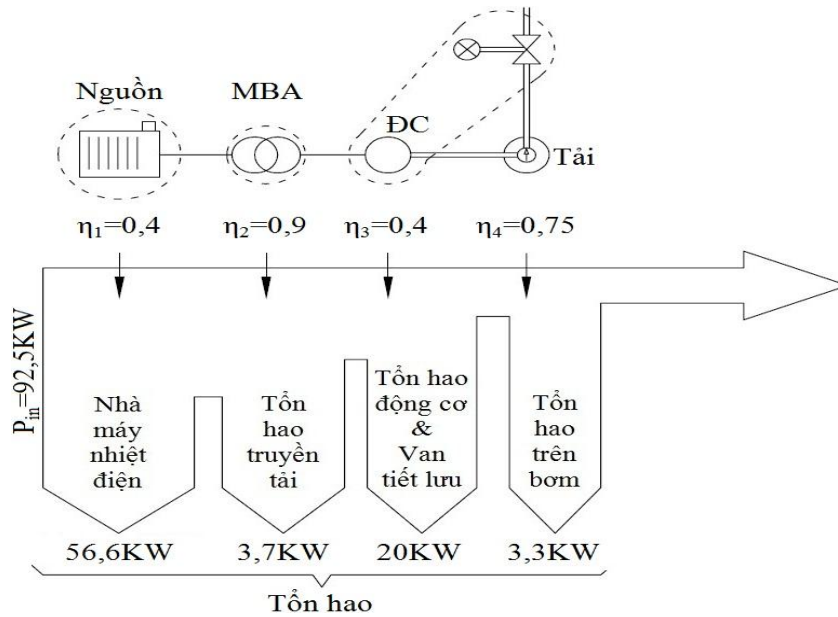 Nguồn
MBA
ĐC
Tải
η₁=0,4
η₂=0,9
η₃=0,4
η₄=0,75
Pᵢₙ=92,5KW
Nhà
máy
nhiệt
điện
Tổn
hao
truyền
tải
Tổn hao
động cơ
&
Van
tiết lưu
Tổn
hao
trên
bơm
56,6KW
3,7KW
20KW
3,3KW
Tổn hao